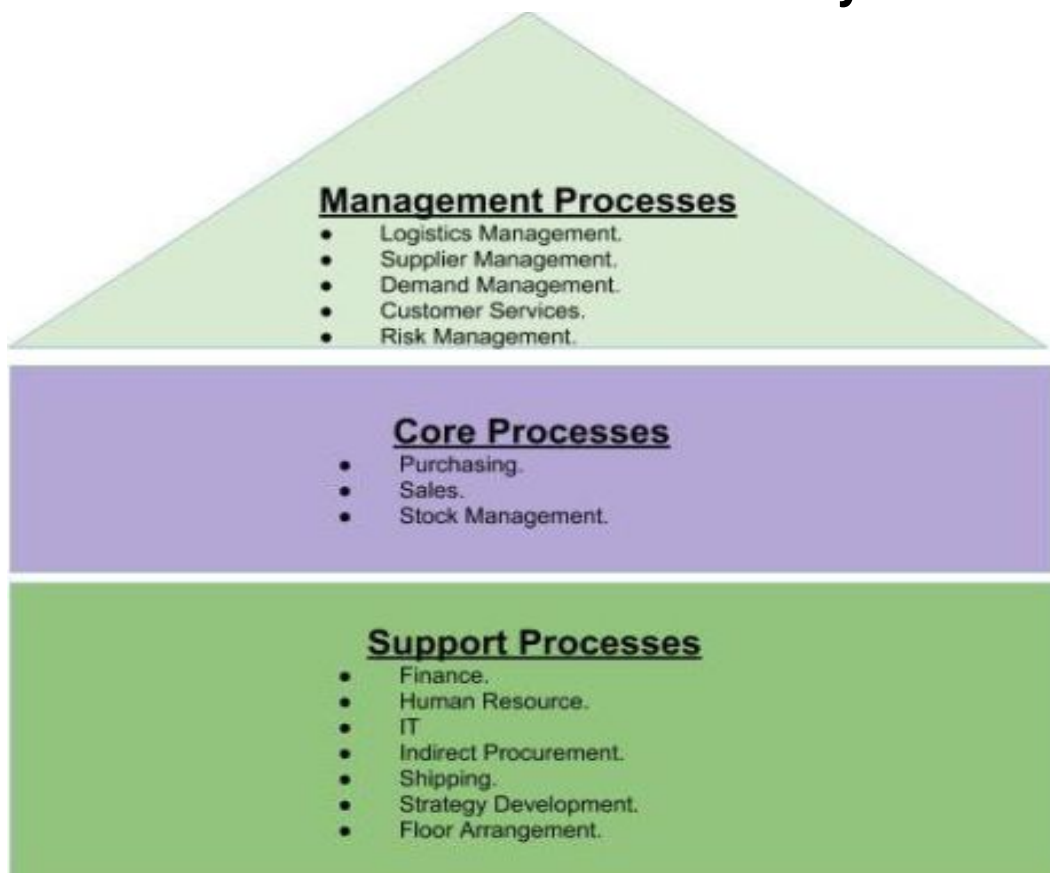 Management Processes
● Logistics Management.
● Supplier Management.
● Demand Management.
● Customer Services.
● Risk Management.
Core Processes
● Purchasing.
● Sales.
● Stock Management.
Support Processes
● Finance.
● Human Resource.
● IT
● Indirect Procurement.
● Shipping.
● Strategy Development.
● Floor Arrangement.